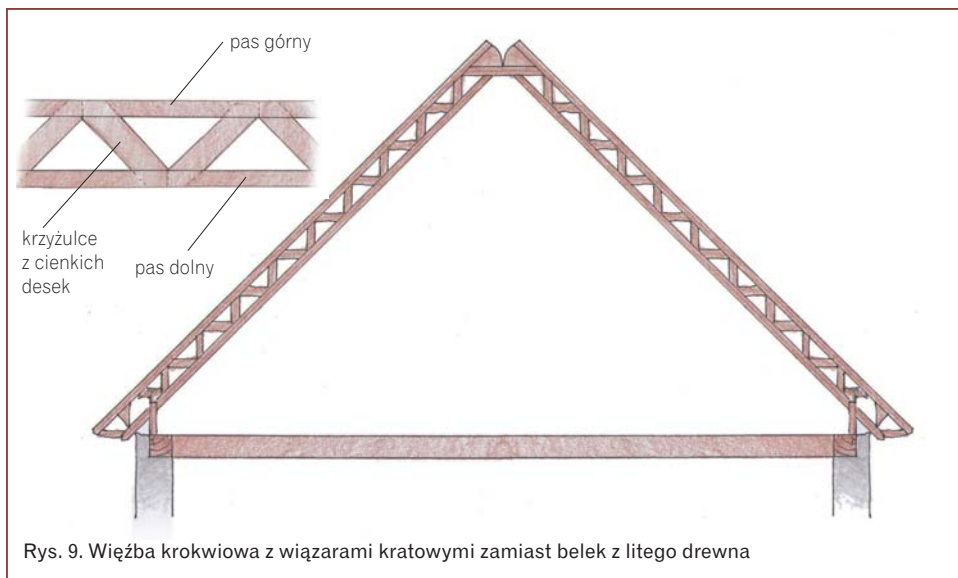 pas górny
krzyżulce
z cienkich
desek
pas dolny
Rys. 9. Więźba krokwiowa z wiązarami kratowymi zamiast belek z litego drewna